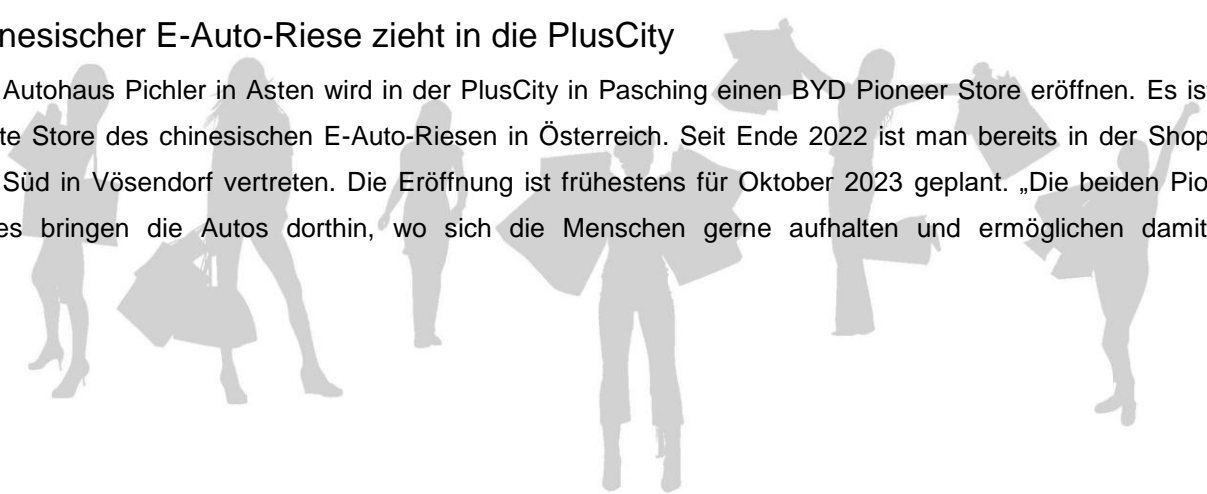 nesischer E-Auto-Riese zieht in die PlusCity
Autohaus Pichler in Asten wird in der PlusCity in Pasching einen BYD Pioneer Store eröffnen. Es ist
te Store des chinesischen E-Auto-Riesen in Österreich. Seit Ende 2022 ist man bereits in der Shop
Süd in Vösendorf vertreten. Die Eröffnung ist frühestens für Oktober 2023 geplant. „Die beiden Pio
es bringen die Autos dorthin, wo sich die Menschen gerne aufhalten und ermöglichen damit